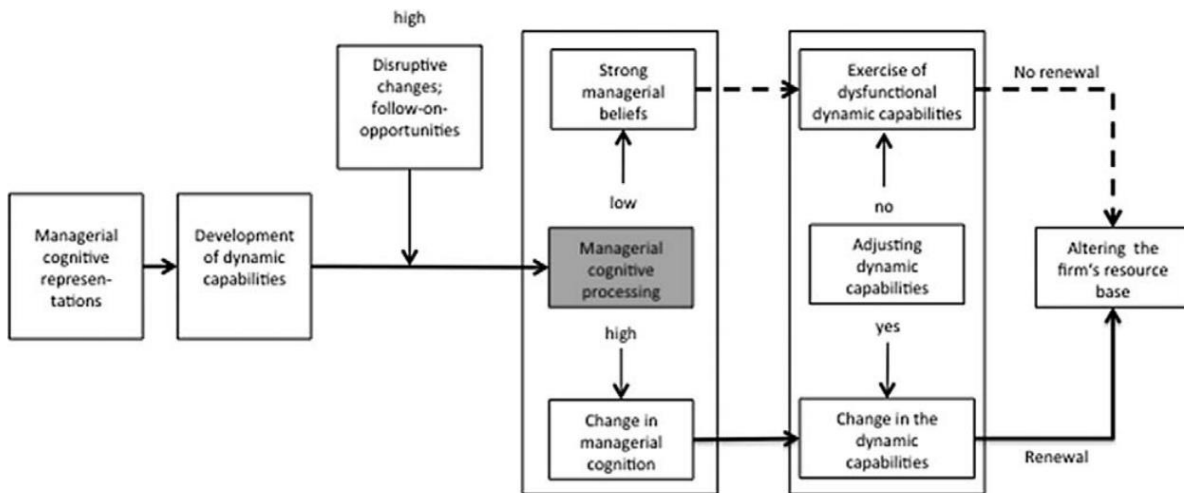 high
Disruptive
changes;
follow-on-
opportunities
Managerial
cognitive
represen-
tations
Development
of dynamic
capabilities
Strong
managerial
beliefs
low
Managerial
cognitive
processing
high
Change in
managerial
cognition
Exercise of
dysfunctional
dynamic capabilities
no
Adjusting
dynamic
capabilities
yes
Change in the
dynamic
capabilities
No renewal
Altering the
firm's resource
base
Renewal